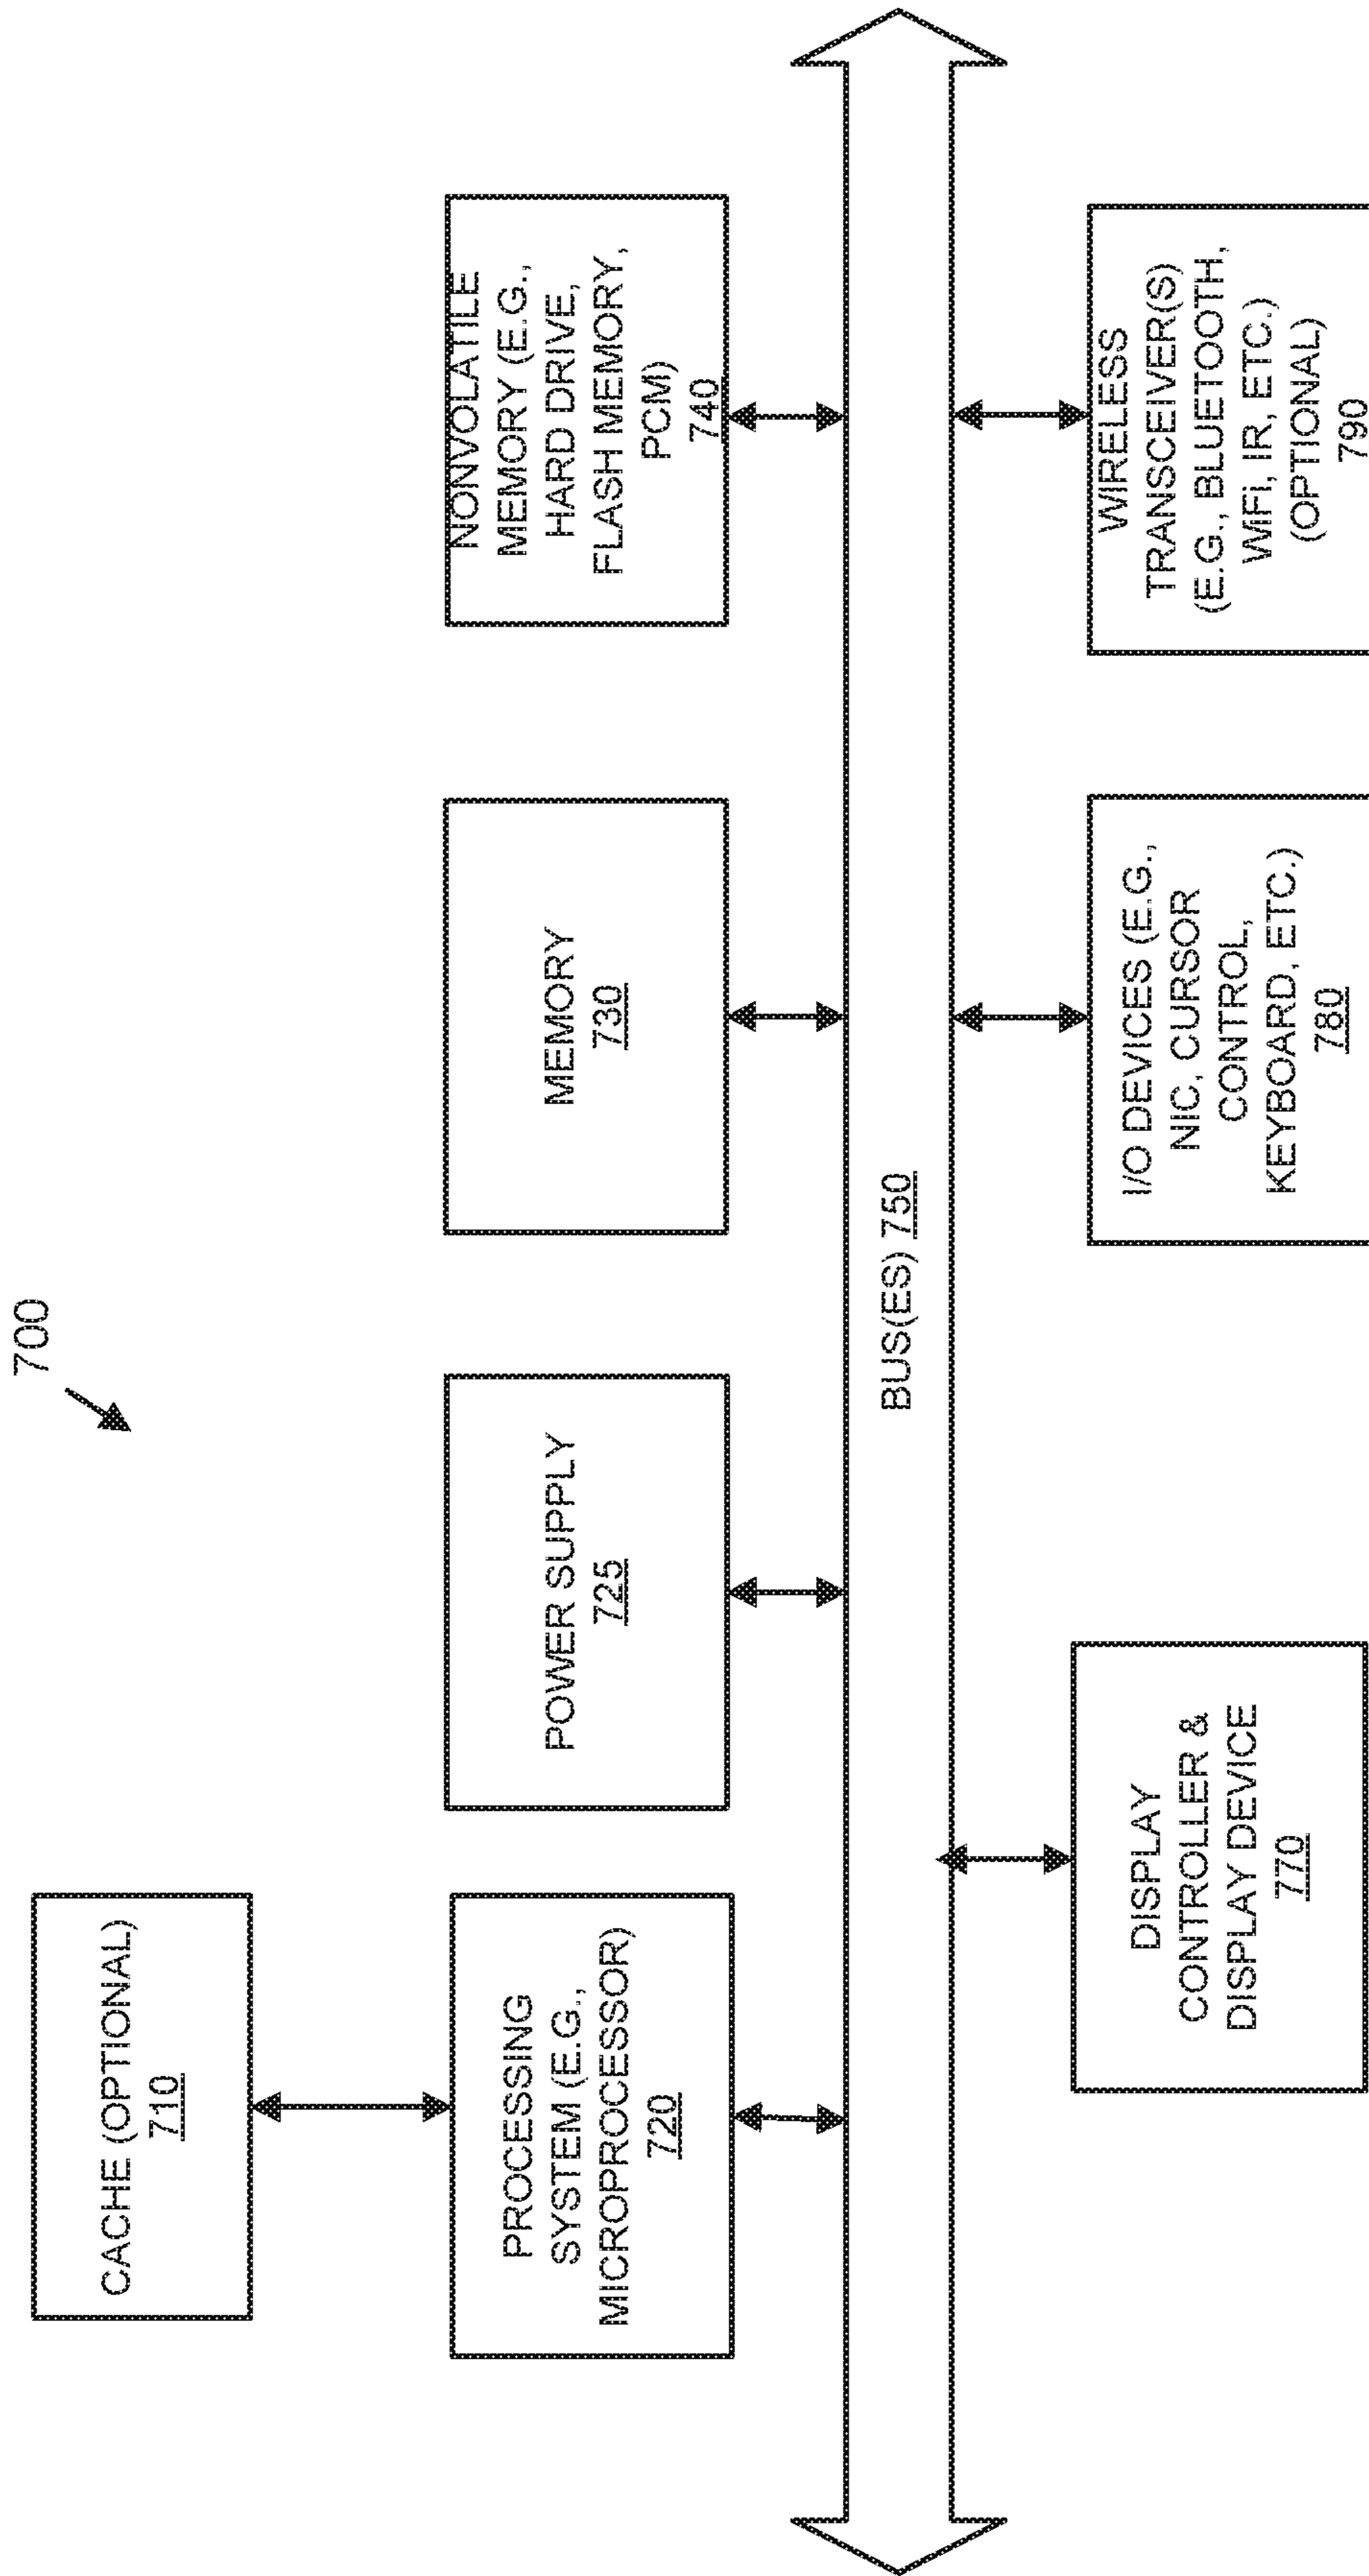 700
CACHE (OPTIONAL)
710
PROCESSING
SYSTEM (E.G.,
MICROPROCESSOR)
720
POWER SUPPLY
725
MEMORY
730
NONVOLATILE
MEMORY (E.G.,
HARD DRIVE,
FLASH MEMORY,
PCM)
740
BUS(ES) 750
DISPLAY
CONTROLLER &
DISPLAY DEVICE
770
I/O DEVICES (E.G.,
NIC, CURSOR
CONTROL,
KEYBOARD, ETC.)
780
WIRELESS
TRANSCEIVER(S)
(E.G., BLUETOOTH,
WiFi, IR, ETC.)
(OPTIONAL)
790